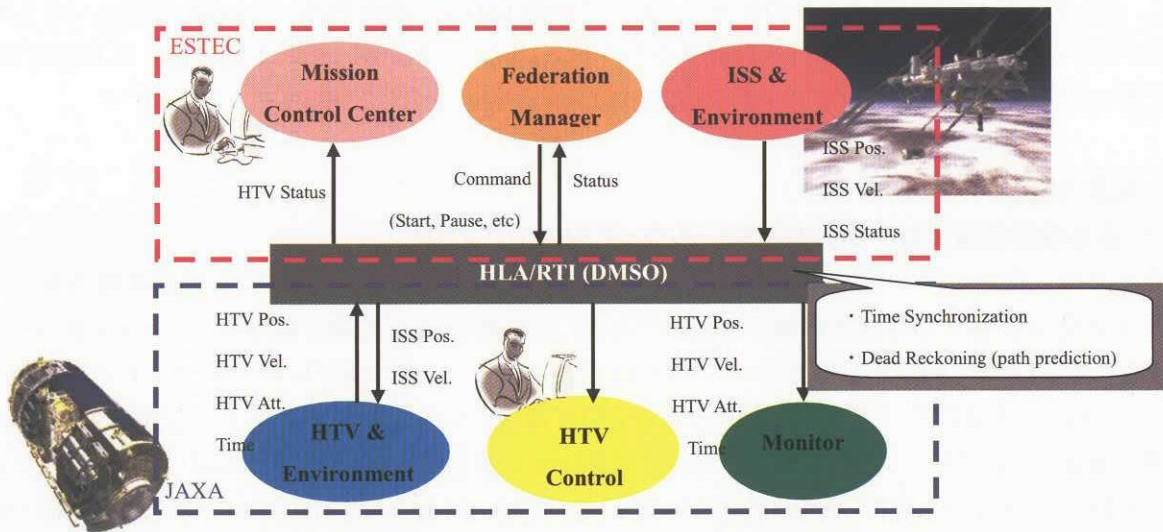 ESTEC
Mission
Control Center
Federation
Manager
ISS &
Environment
HTV Status
Command
(Start, Pause, etc)
Status
ISS Pos.
ISS Vel.
ISS Status
HLA/RTI (DMSO)
・Time Synchronization
・Dead Reckoning (path prediction)
HTV Pos.
HTV Vel.
HTV Att.
Time
ISS Pos.
ISS Vel.
HTV Pos.
HTV Vel.
HTV Att.
Time
HTV &
Environment
HTV
Control
Monitor
JAXA